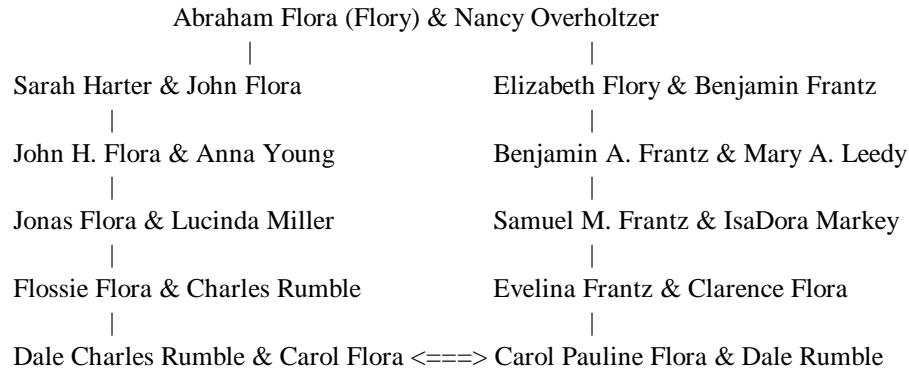 Abraham Flora (Flory) & Nancy Overholtzer
Sarah Harter & John Flora Elizabeth Flory & Benjamin Frantz
John H. Flora & Anna Young Benjamin A. Frantz & Mary A. Leedy
Jonas Flora & Lucinda Miller Samuel M. Frantz & IsaDora Markey
Flossie Flora & Charles Rumble Evelina Frantz & Clarence Flora
Dale Charles Rumble & Carol Flora <===> Carol Pauline Flora & Dale Rumble